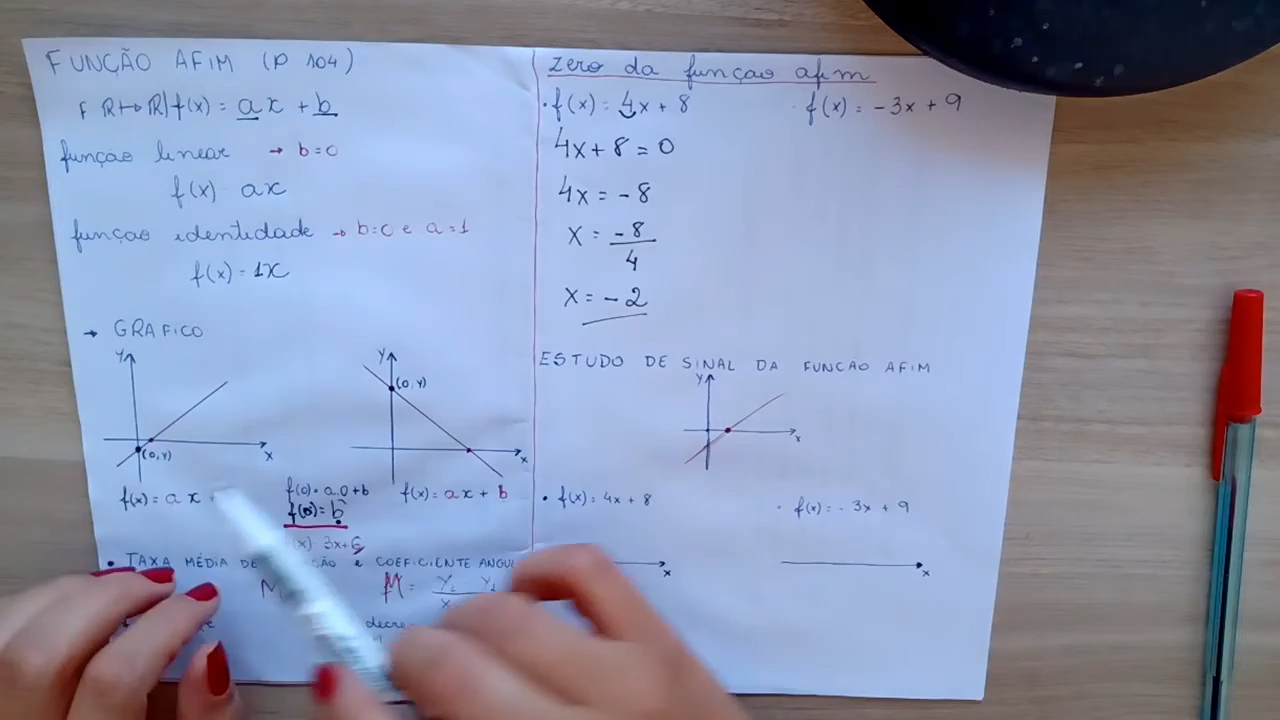 FUNÇÃO AFIM (P 104)
F ℝ↦ℝ| f(x) = ax + b
função linear → b=0
f(x) ax
função identidade → b=0 e a=1
f(x) = 1x
→ GRAFICO
Y
(0,Y)
x
Y
(0,Y)
x
f(x) = ax
f(0) = a.0+b
f(0) = b
(x) 3x+6
f(x) = ax + b
• TAXA MÉDIA DE
e COEFICIENTE
M =
decre
zero da função afim
• f(x) = 4x + 8
4x + 8 = 0
4x = -8
x = -8
4
x = -2
· f(x) = -3x + 9
ESTUDO DE SINAL DA FUNCÃO AFIM
Y
x
• f(x) = 4x + 8
x
· f(x) = - 3x + 9
x